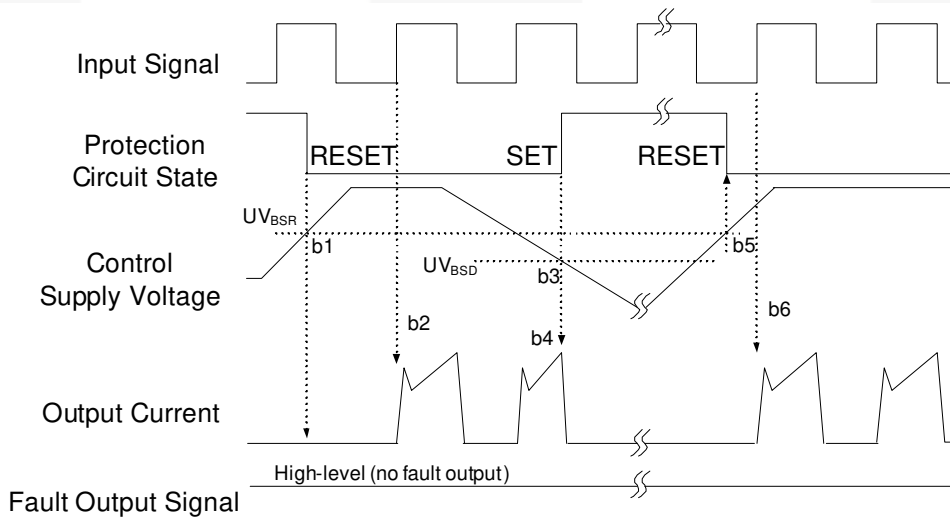 Input Signal
Protection
Circuit State
RESET
SET
RESET
UVBSR
b1
b5
Control
Supply Voltage
UVBSD
b3
b2
b4
b6
Output Current
High-level (no fault output)
Fault Output Signal